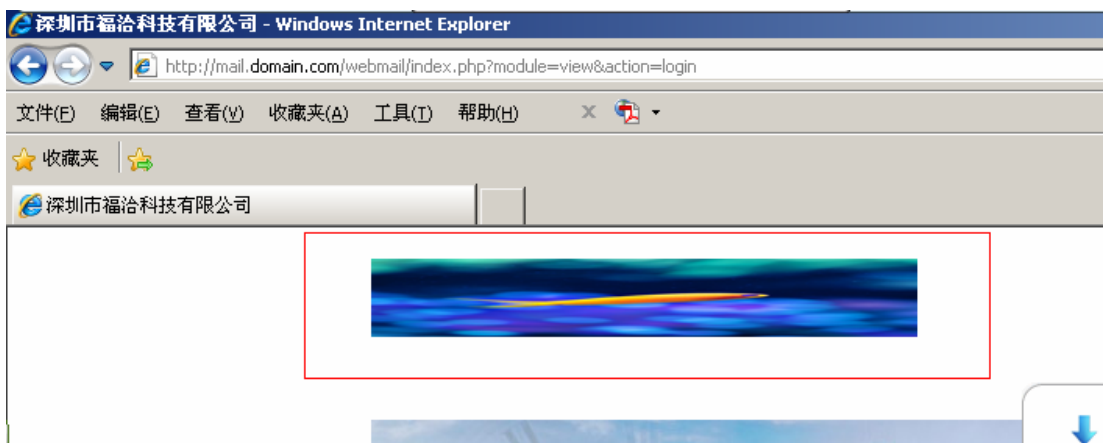 深圳市福洽科技有限公司 - Windows Internet Explorer
http://mail.domain.com/webmail/index.php?module=view&action=login
文件(F) 编辑(E) 查看(V) 收藏夹(A) 工具(T) 帮助(H)
收藏夹
深圳市福洽科技有限公司